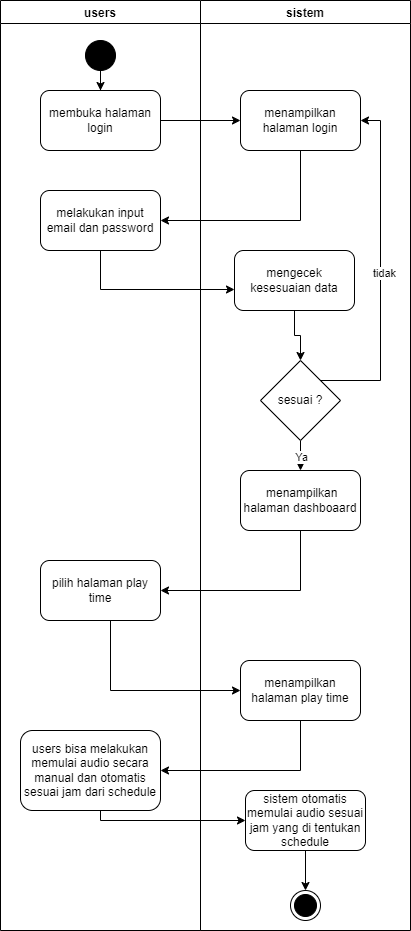 users
sistem
membuka halaman
login
menampilkan
halaman login
melakukan input
email dan password
mengecek
kesesuaian data
tidak
sesuai ?
Ya
menampilkan
halaman dashboaard
pilih halaman play
time
menampilkan
halaman play time
users bisa melakukan
memulai audio secara
manual dan otomatis
sesuai jam dari schedule
sistem otomatis
memulai audio sesuai
jam yang di tentukan
schedule